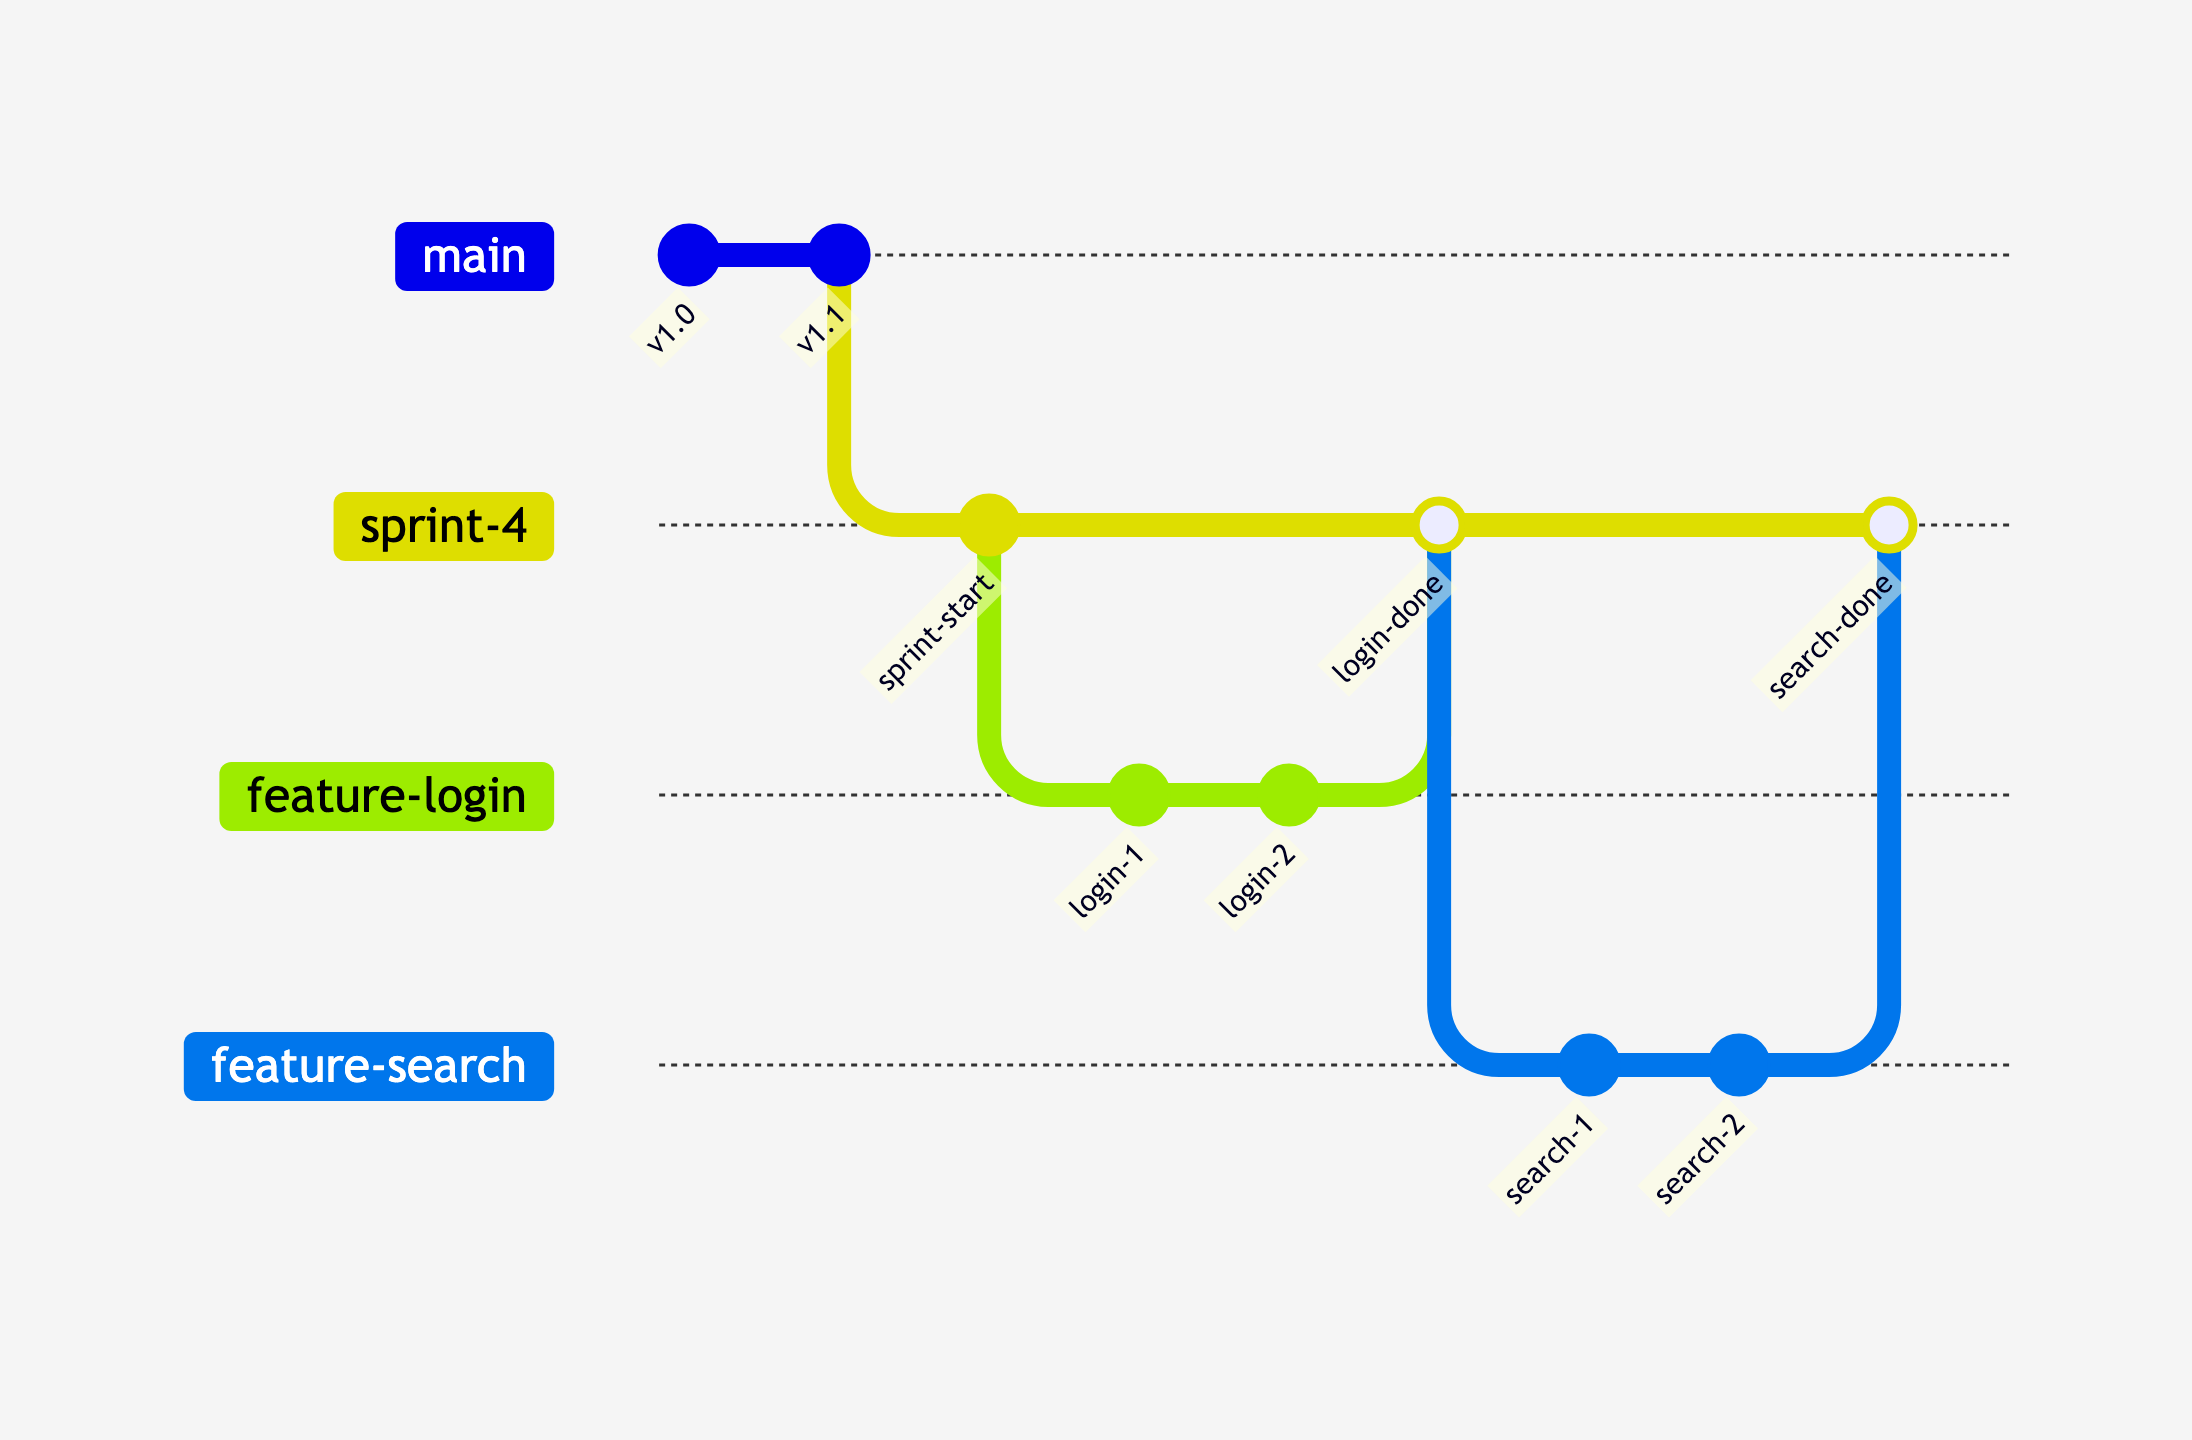 main
v1.0
v1.1
sprint-4
sprint-start
login-done
search-done
feature-login
login-1
login-2
feature-search
search-1
search-2